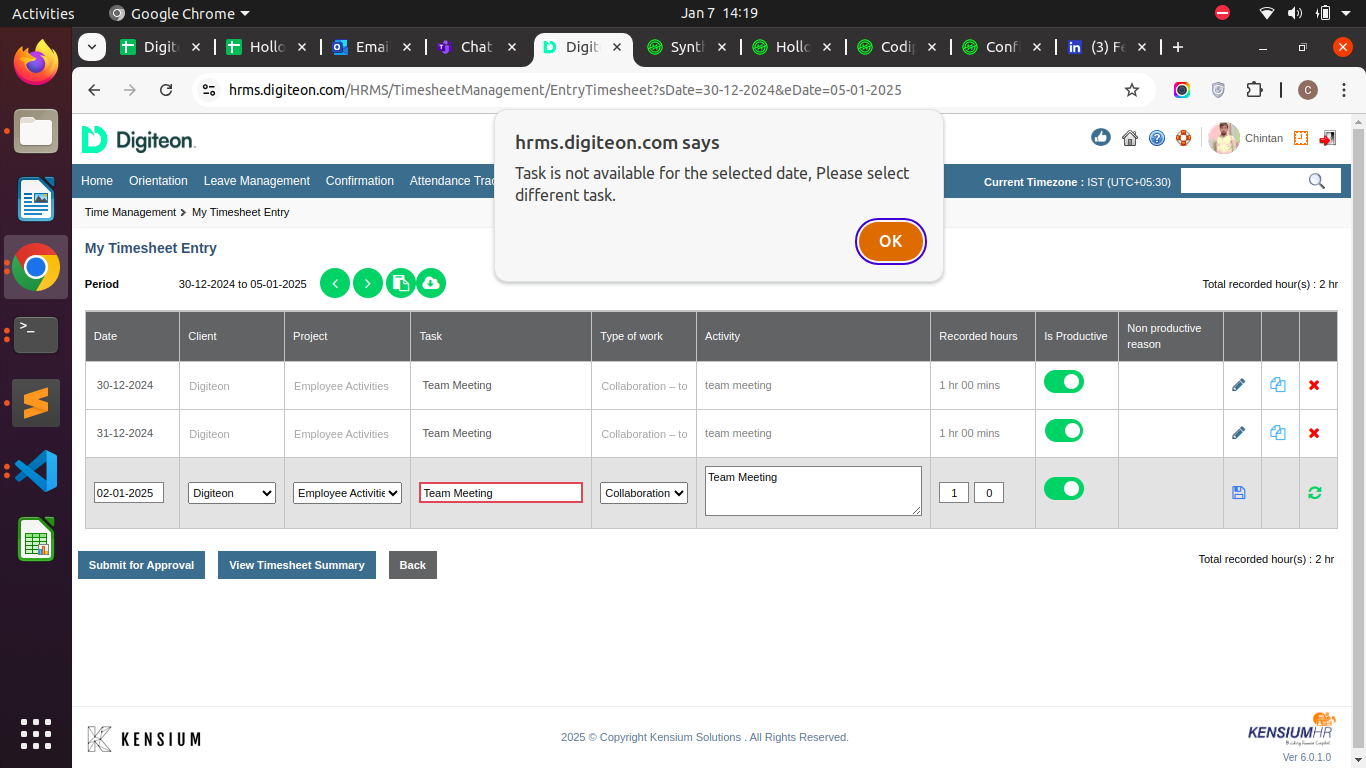 Activities
Google Chrome
Jan 7 14:19
Digit
Hollo
Emai
Chat
Digit
Synth
Hollo
Codi
Conf
(3) Fe
hrms.digiteon.com/HRMS/TimesheetManagement/EntryTimesheet?sDate=30-12-2024&eDate=05-01-2025
C
Digiteon.
Chintan
hrms.digiteon.com says
Task is not available for the selected date, Please select
different task.
OK
Home Orientation Leave Management Confirmation Attendance Trac
Current Timezone : IST (UTC+05:30)
Time Management My Timesheet Entry
My Timesheet Entry
Period 30-12-2024 to 05-01-2025
Total recorded hour(s) : 2 hr
Date Client Project Task Type of work Activity Recorded hours Is Productive Non productive
reason
30-12-2024 Digiteon Employee Activities Team Meeting Collaboration – to team meeting 1 hr 00 mins
31-12-2024 Digiteon Employee Activities Team Meeting Collaboration – to team meeting 1 hr 00 mins
02-01-2025 Digiteon Employee Activitie Team Meeting Collaboration Team Meeting 1 0
Submit for Approval View Timesheet Summary Back
Total recorded hour(s) : 2 hr
KENSIUM
2025 © Copyright Kensium Solutions . All Rights Reserved.
KENSIUMHR
Ver 6.0.1.0